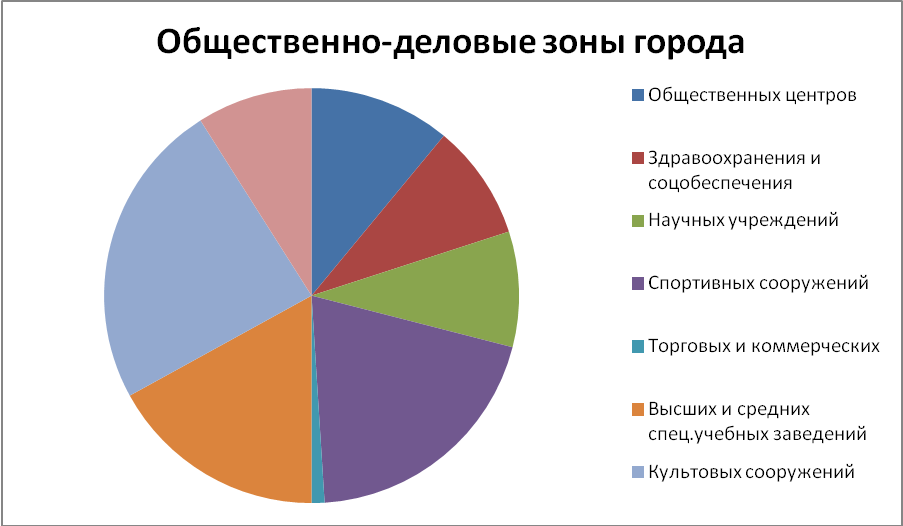 Общественно-деловые зоны города
Общественных центров
Здравоохранения и
соцобеспечения
Научных учреждений
Спортивных сооружений
Торговых и коммерческих
Высших и средних
спец.учебных заведений
Культовых сооружений